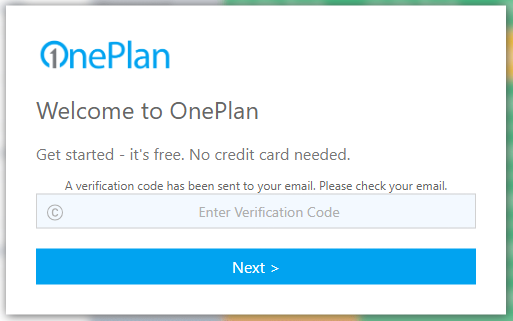 OnePlan
Welcome to OnePlan
Get started - it's free. No credit card needed.
A verification code has been sent to your email. Please check your email.
© Enter Verification Code
Next >